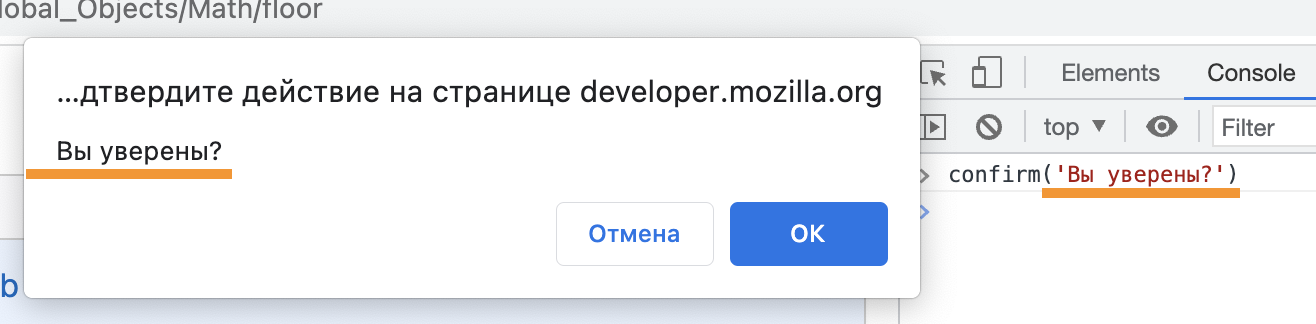 lobal_Objects/Math/floor
...дтвердите действие на странице developer.mozilla.org
Вы уверены?
Отмена
ОК
Elements Console
top ▼ Filter
> confirm('Вы уверены?')
>
b